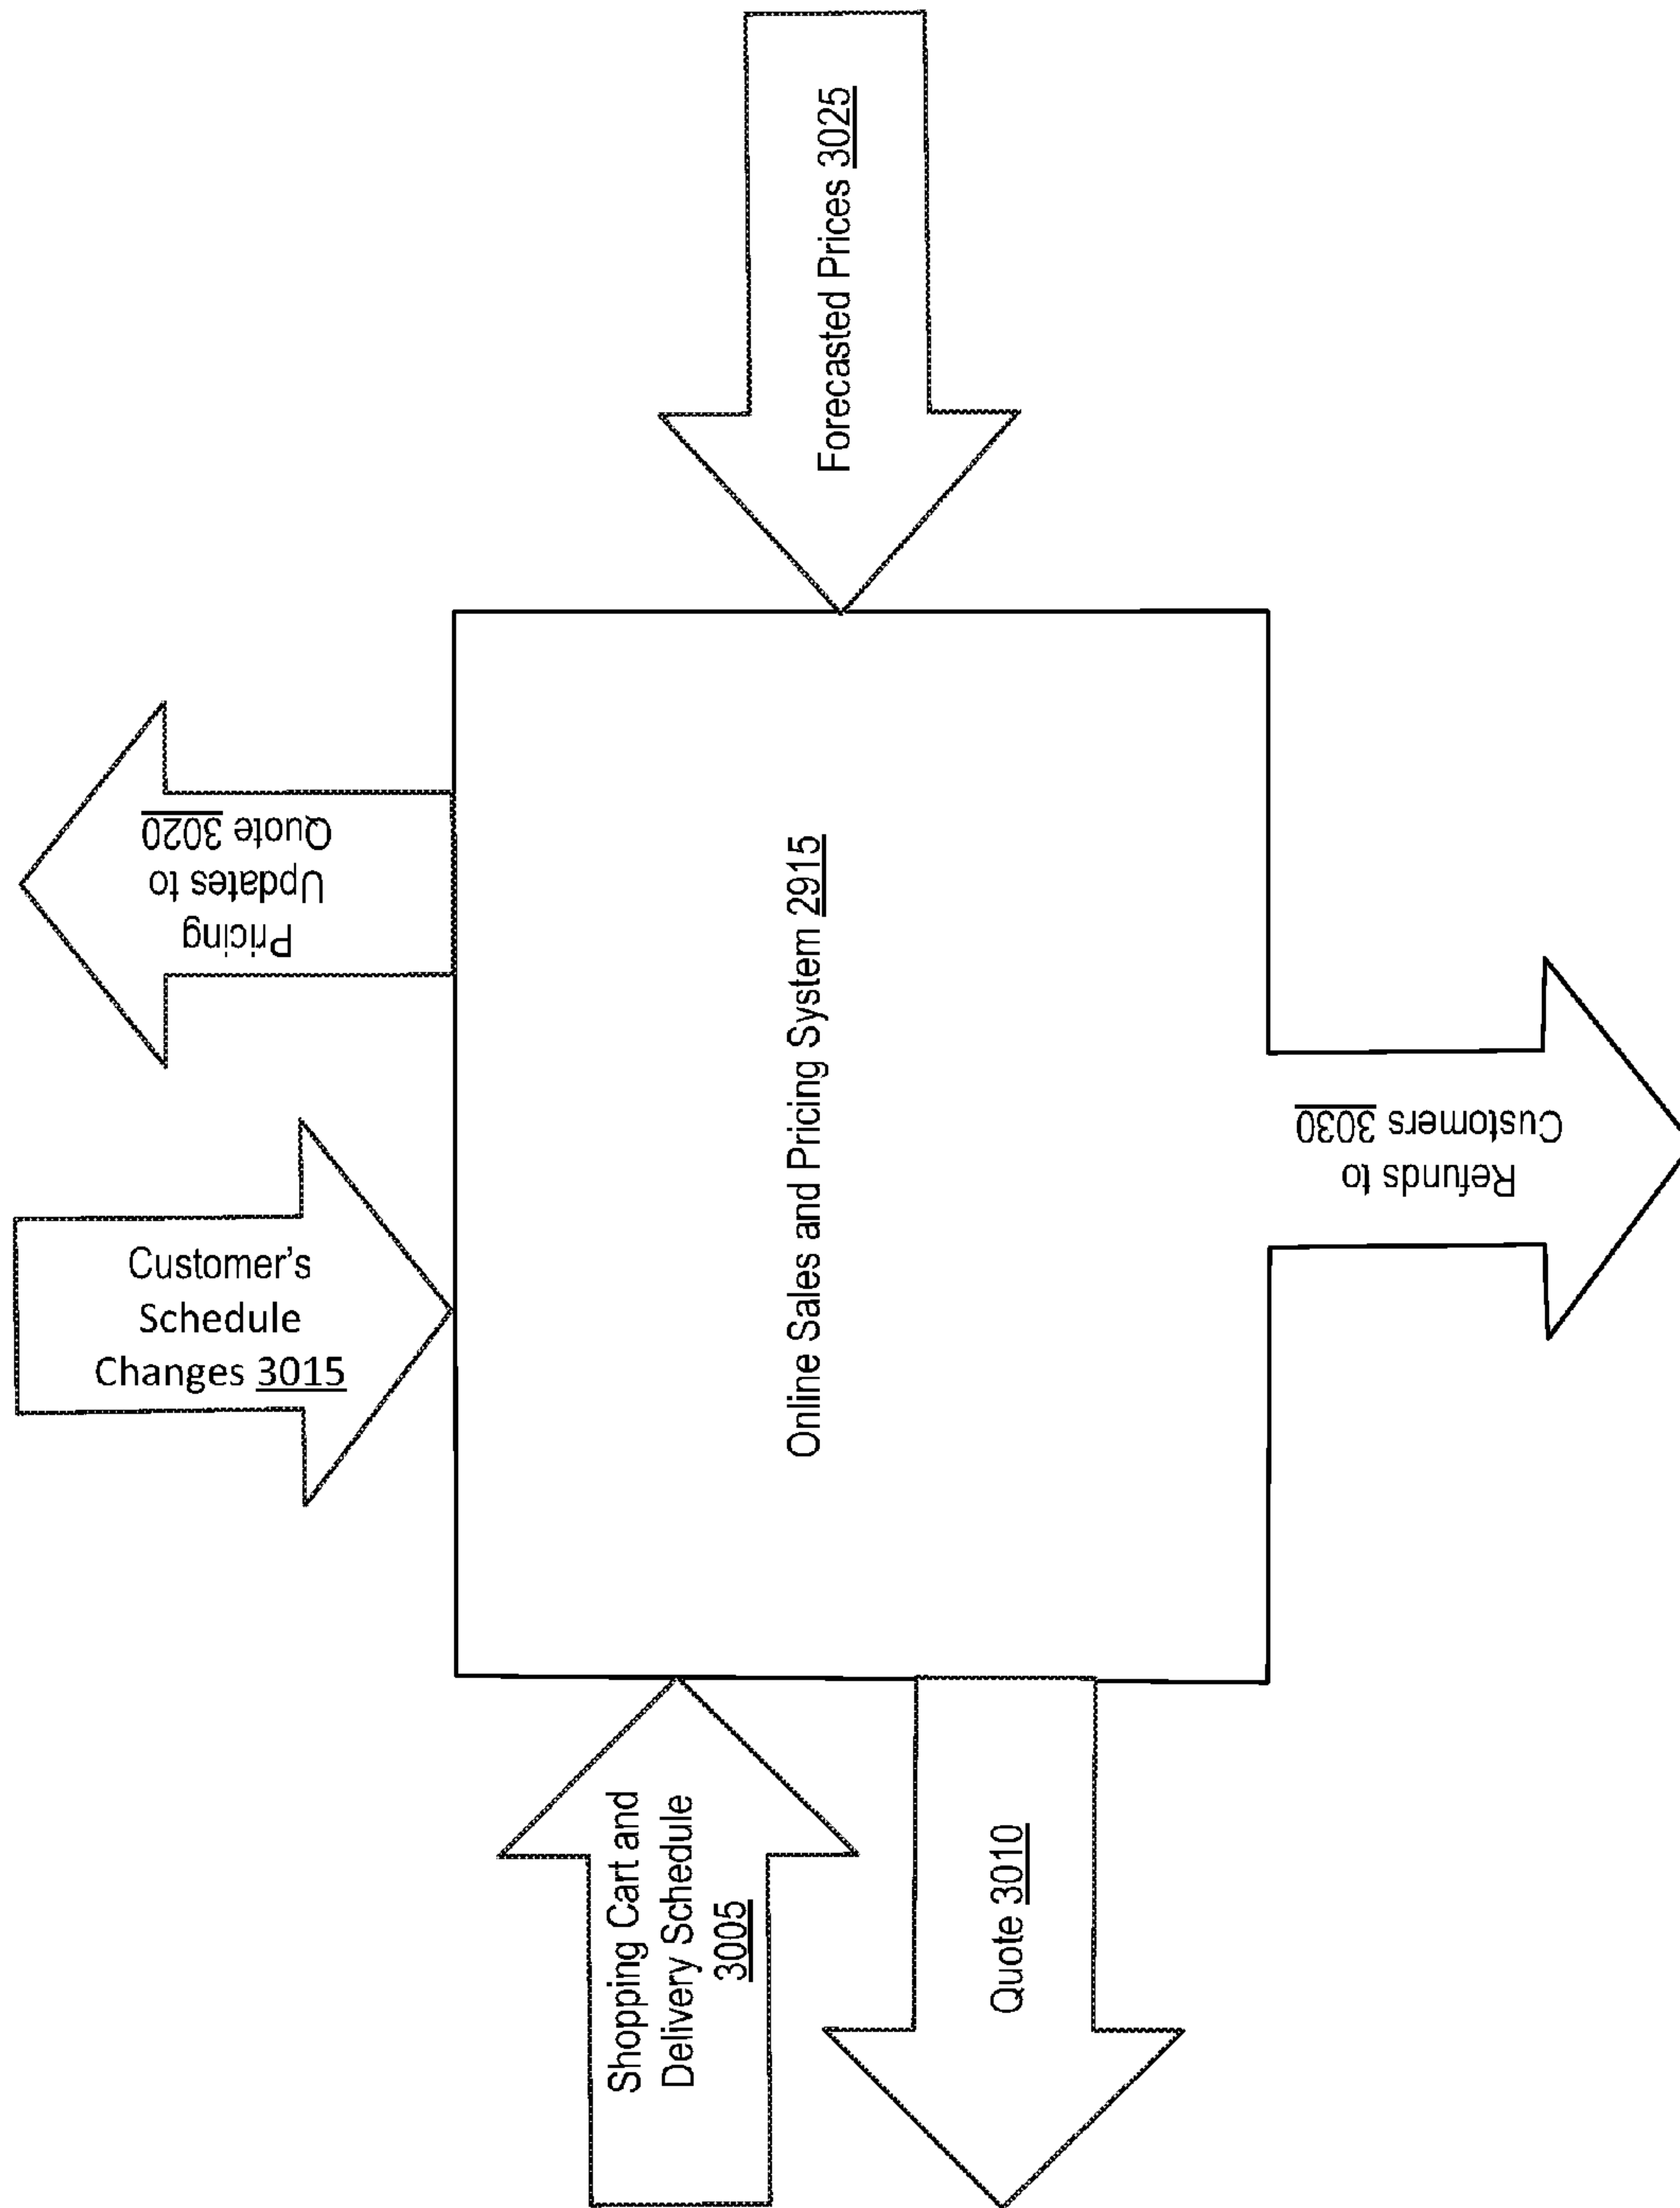 Shopping Cart and
Delivery Schedule
3005
Quote 3010
Customer's
Schedule
Changes 3015
Pricing
Updates to
Quote 3020
Online Sales and Pricing System 2915
Forecasted Prices 3025
Refunds to
Customers 3030